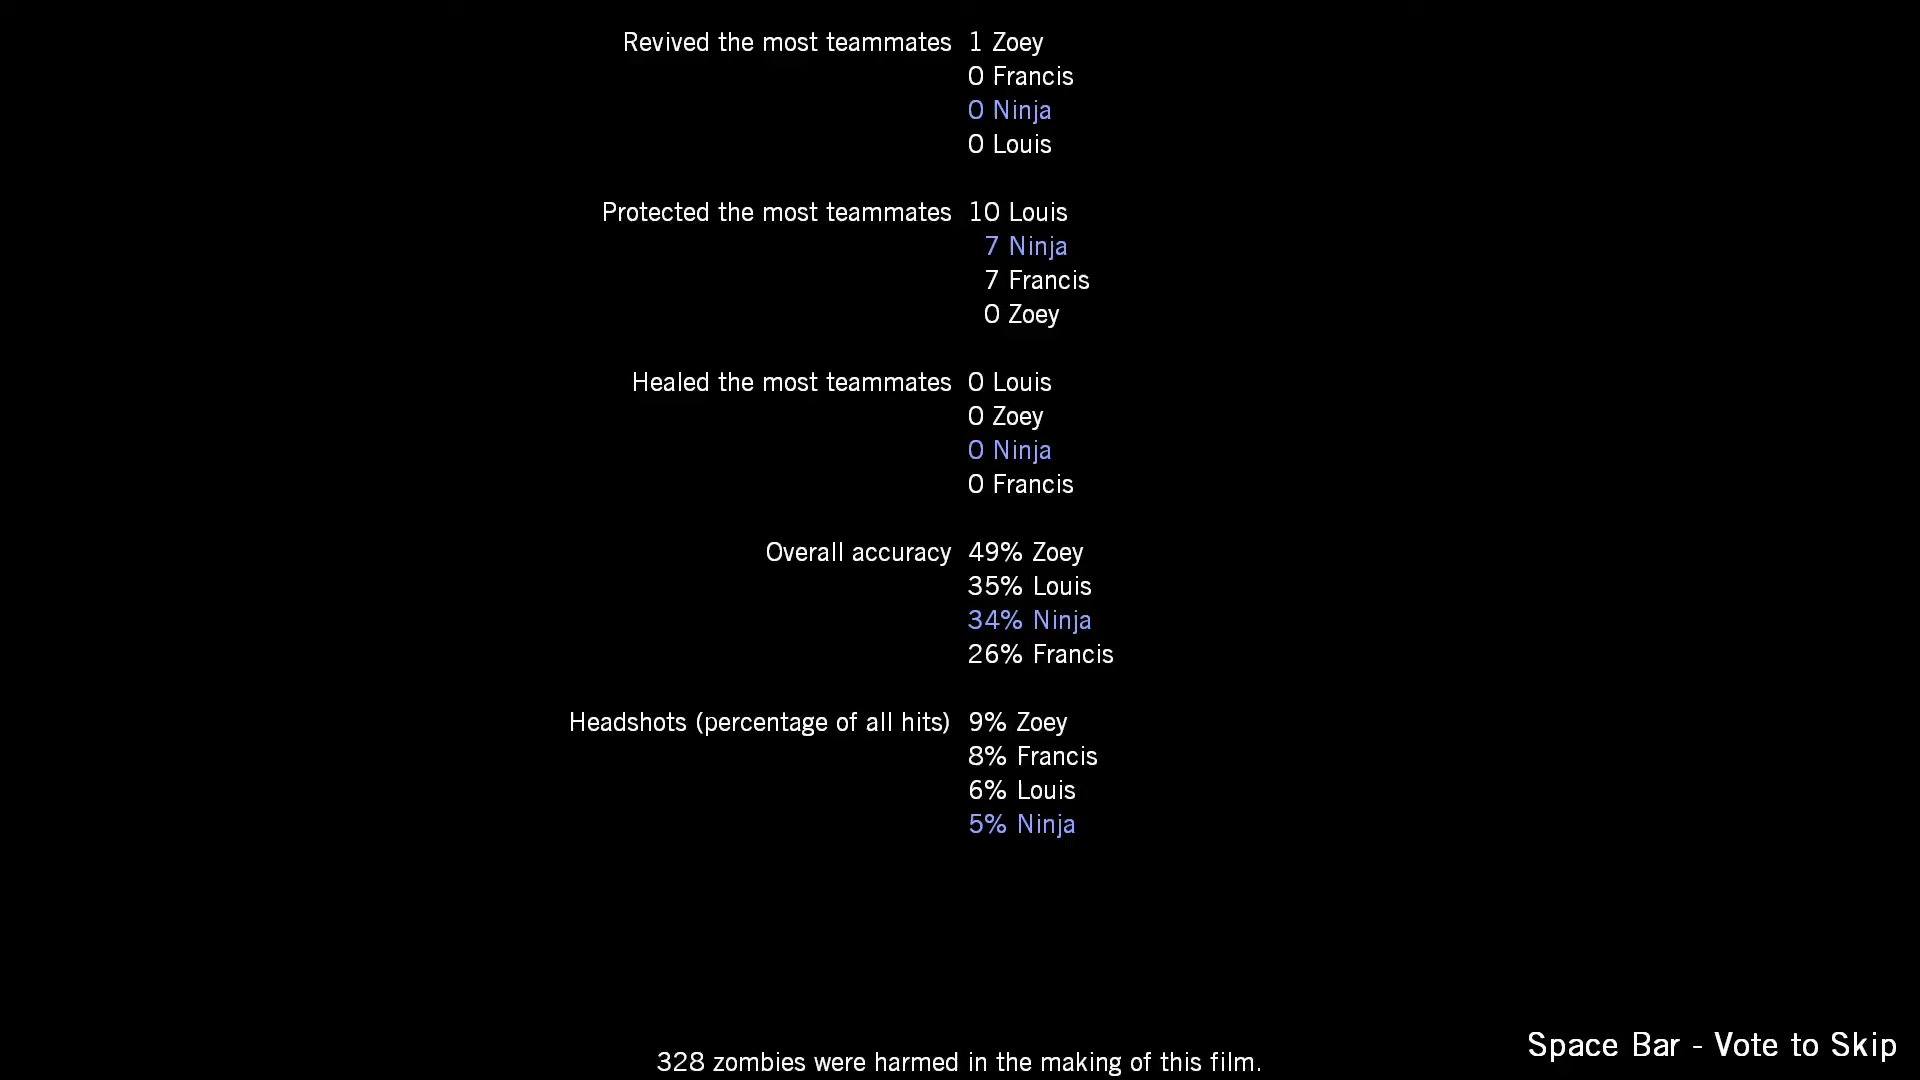 Revived the most teammates 1 Zoey
0 Francis
0 Ninja
0 Louis
Protected the most teammates 10 Louis
7 Ninja
7 Francis
0 Zoey
Healed the most teammates 0 Louis
0 Zoey
0 Ninja
0 Francis
Overall accuracy 49% Zoey
35% Louis
34% Ninja
26% Francis
Headshots (percentage of all hits) 9% Zoey
8% Francis
6% Louis
5% Ninja
Space Bar - Vote to Skip
328 zombies were harmed in the making of this film.